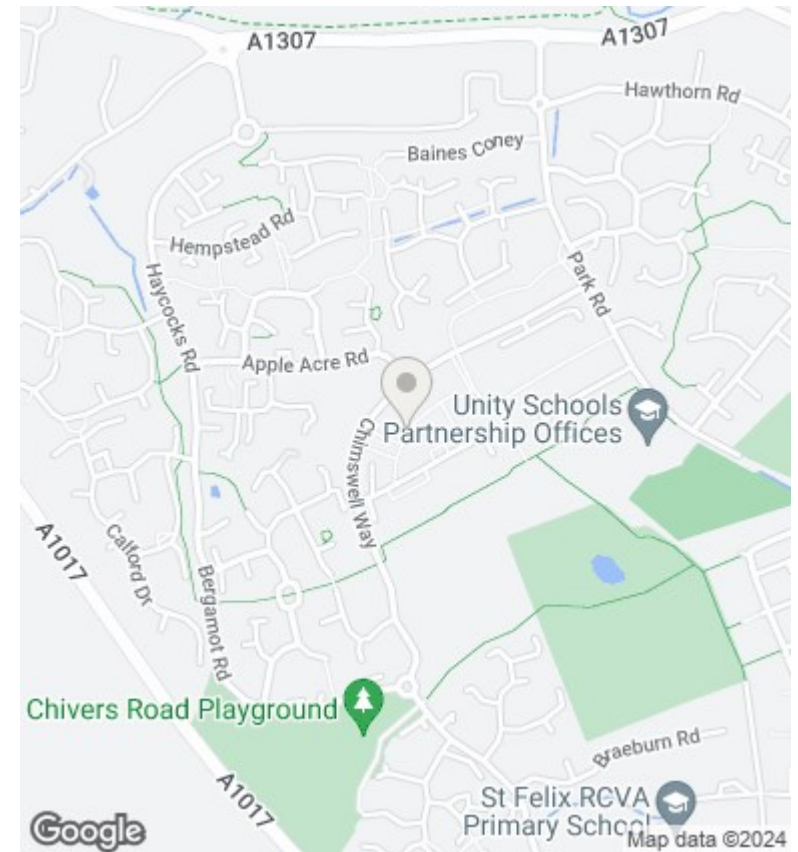 A1307
A1307
Hawthorn Rd
Baines Coney
Hempstead Rd
Park Rd
Haycocks Rd
Apple Acre Rd
Unity Schools
Partnership Offices
Chimswell Way
A1017
Calford Dr
Bergamot Rd
Chivers Road Playground
Braeburn Rd
A1017
St Felix RCVA
Primary School
Google
Map data ©2024